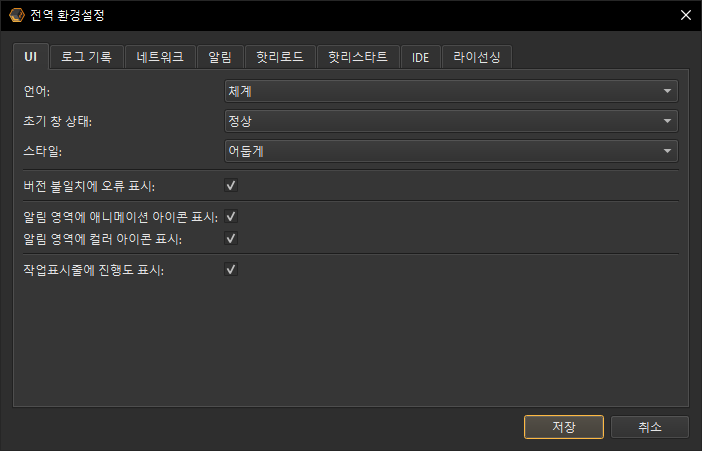 전역 환경설정
UI 로그 기록 네트워크 알림 핫리로드 핫리스타트 IDE 라이선싱
언어: 체계
초기 창 상태: 정상
스타일: 어둡게
버전 불일치에 오류 표시:
알림 영역에 애니메이션 아이콘 표시:
알림 영역에 컬러 아이콘 표시:
작업표시줄에 진행도 표시:
저장 취소